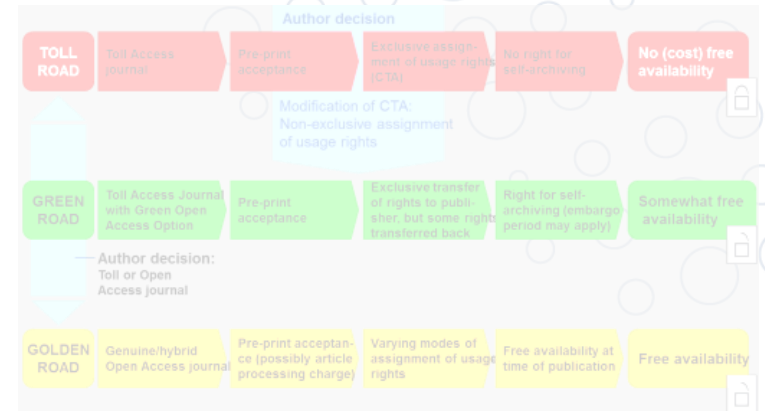 Author decision
TOLL
ROAD
Toll Access
journal
Pre-print
acceptance
Exclusive assign-
ment of usage rights
(CTA)
No right for
self-archiving
No (cost) free
availability
Modification of CTA:
Non-exclusive assignment
of usage rights
GREEN
ROAD
Toll Access Journal
with Green Open
Access Option
Pre-print
acceptance
Exclusive transfer
of rights to publi-
sher, but some rights
transferred back
Right for self-
archiving (embargo
period may apply)
Somewhat free
availability
Author decision:
Toll or Open
Access journal
GOLDEN
ROAD
Genuine/hybrid
Open Access journal
Pre-print acceptan-
ce (possibly article
processing charge)
Varying modes of
assignment of usage
rights
Free availability at
time of publication
Free availability